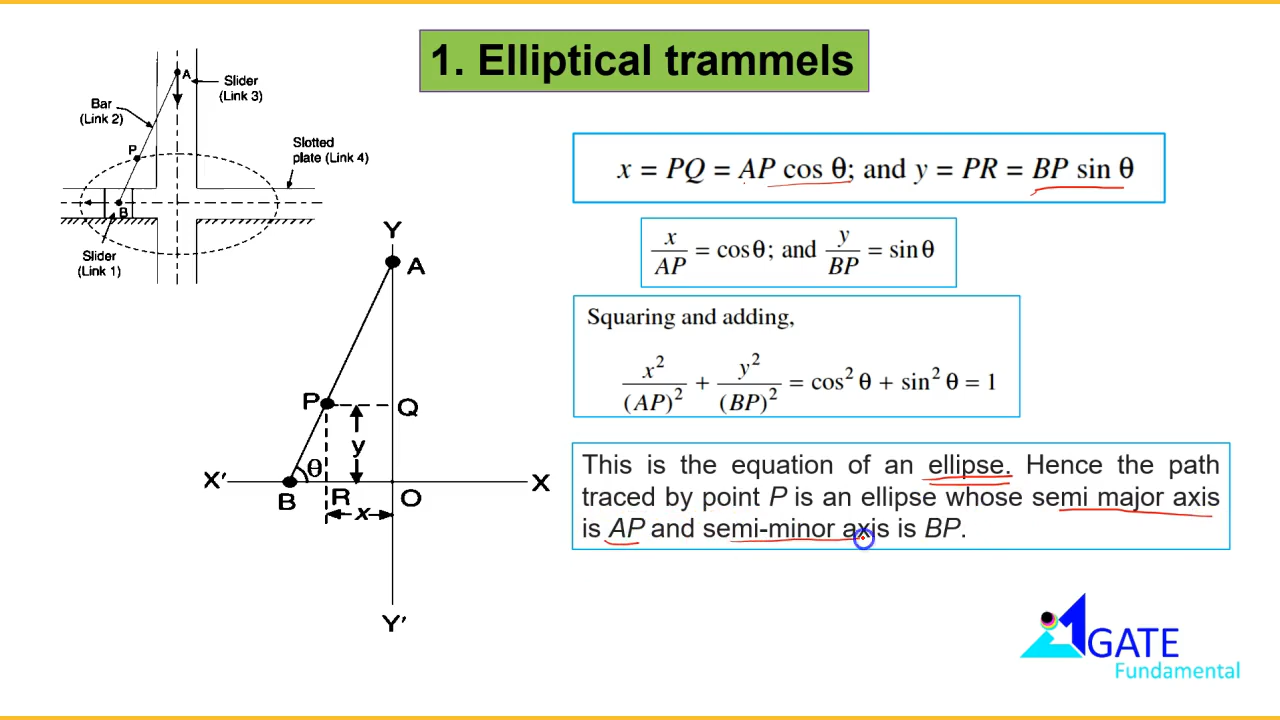 1. Elliptical trammels
A
Slider
(Link 3)
Bar
(Link 2)
Slotted
plate (Link 4)
P
B
Slider
(Link 1)
x = PQ = AP cos θ; and y = PR = BP sin θ
x/AP = cosθ; and y/BP = sinθ
Squaring and adding,
x²/(AP)² + y²/(BP)² = cos² θ + sin² θ = 1
This is the equation of an ellipse. Hence the path
traced by point P is an ellipse whose semi major axis
is AP and semi-minor axis is BP.
Y
A
P
Q
y
θ
X'
X
B
R
O
x
Y'
GATE
Fundamental